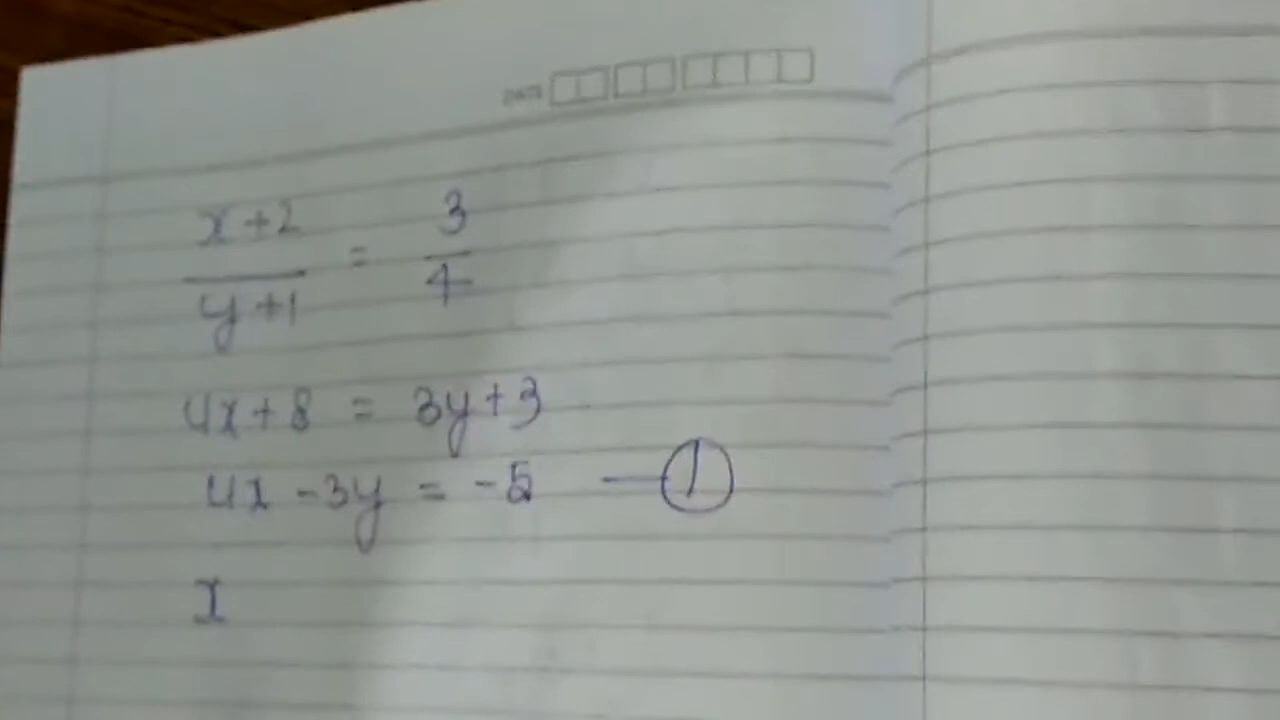 x+2 / y+1 = 3 / 4
4x+8 = 3y+3
4x -3y = -5 —①
x